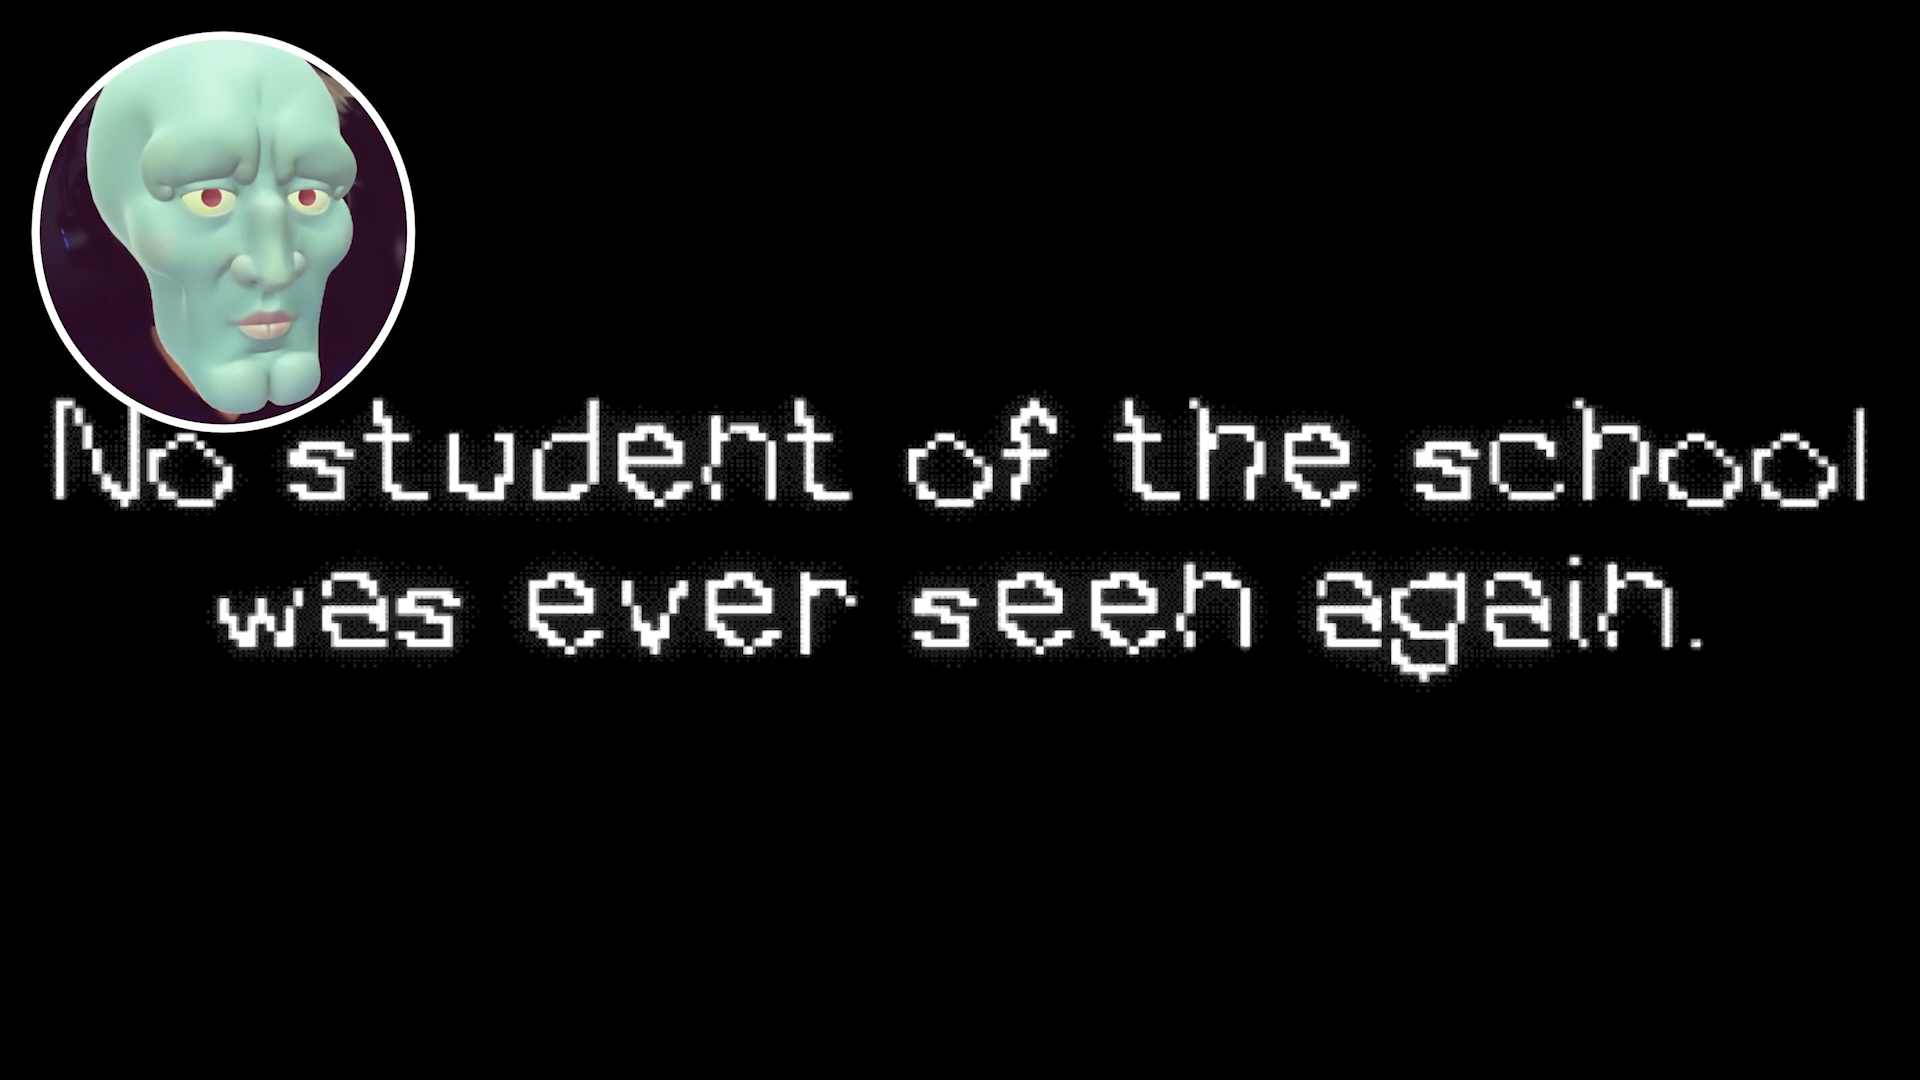 No student of the school
was ever seen again.